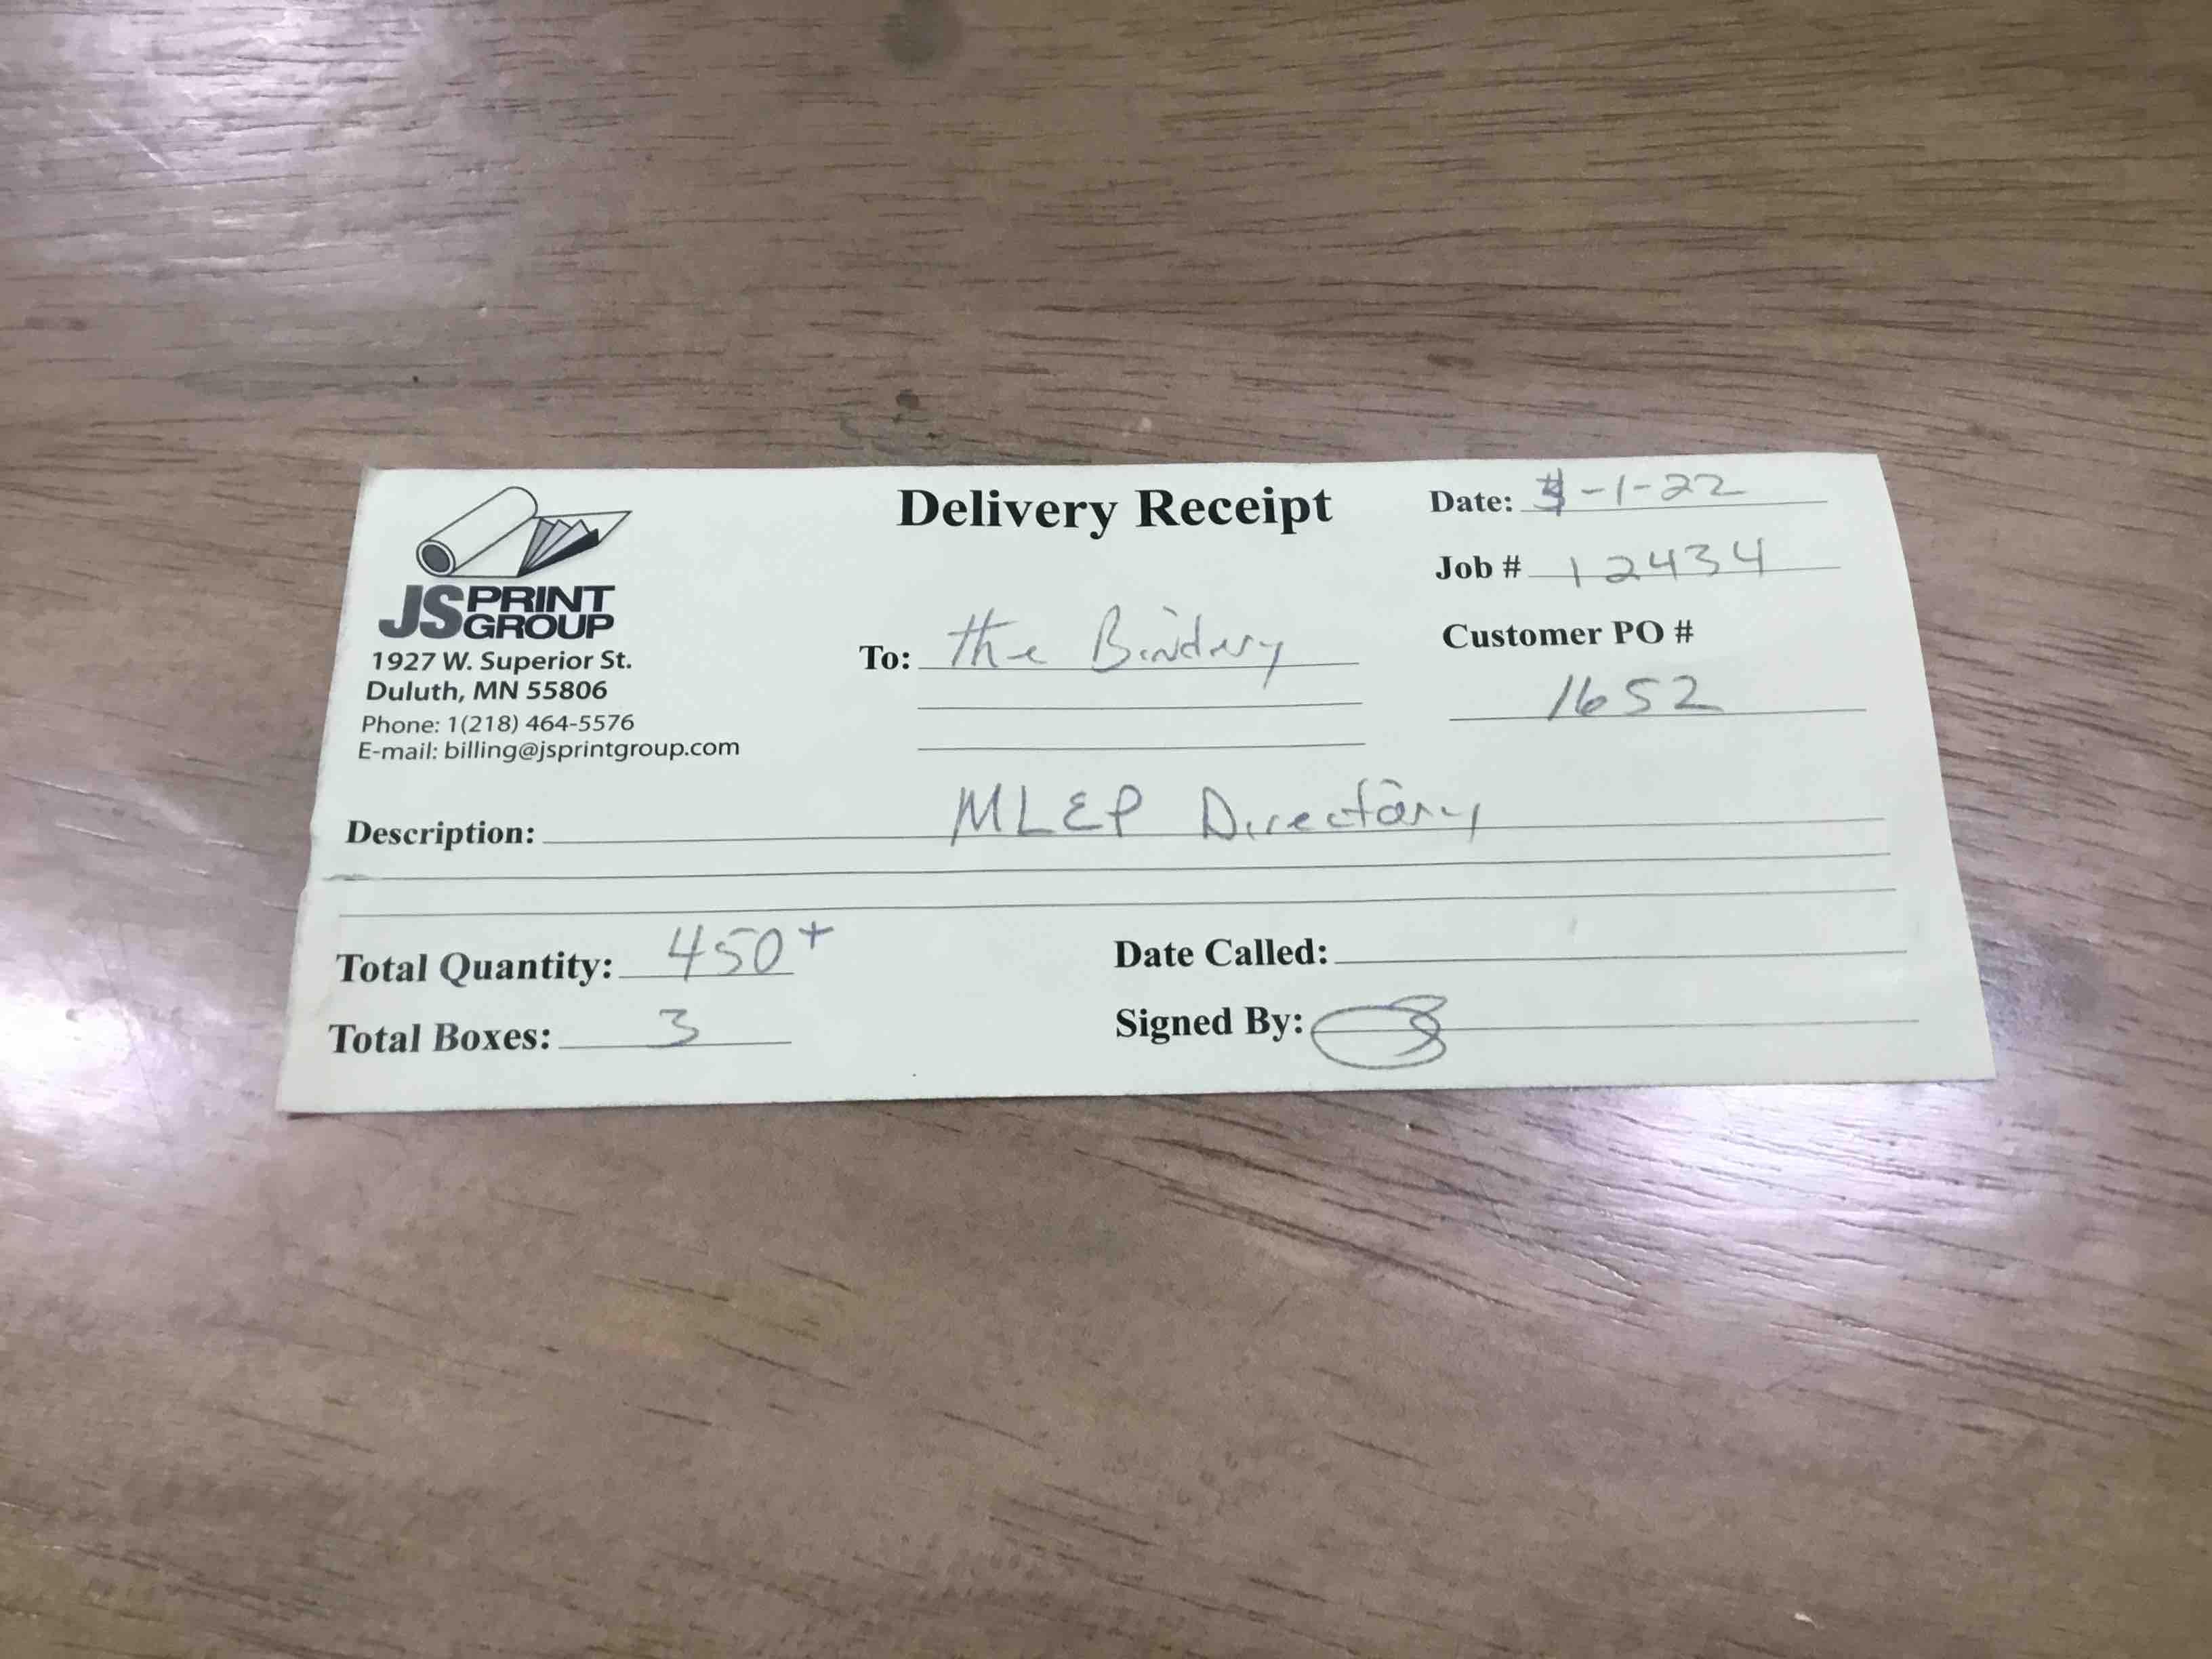 Delivery Receipt
Date: -1-22
Job # 12434
JS PRINT GROUP
1927 W. Superior St.
Duluth, MN 55806
Phone: 1(218) 464-5576
E-mail: billing@jsprintgroup.com
To: the Bindery
Customer PO #
1652
Description: MLEP Directory
Total Quantity: 450+
Date Called:
Total Boxes: 3
Signed By: